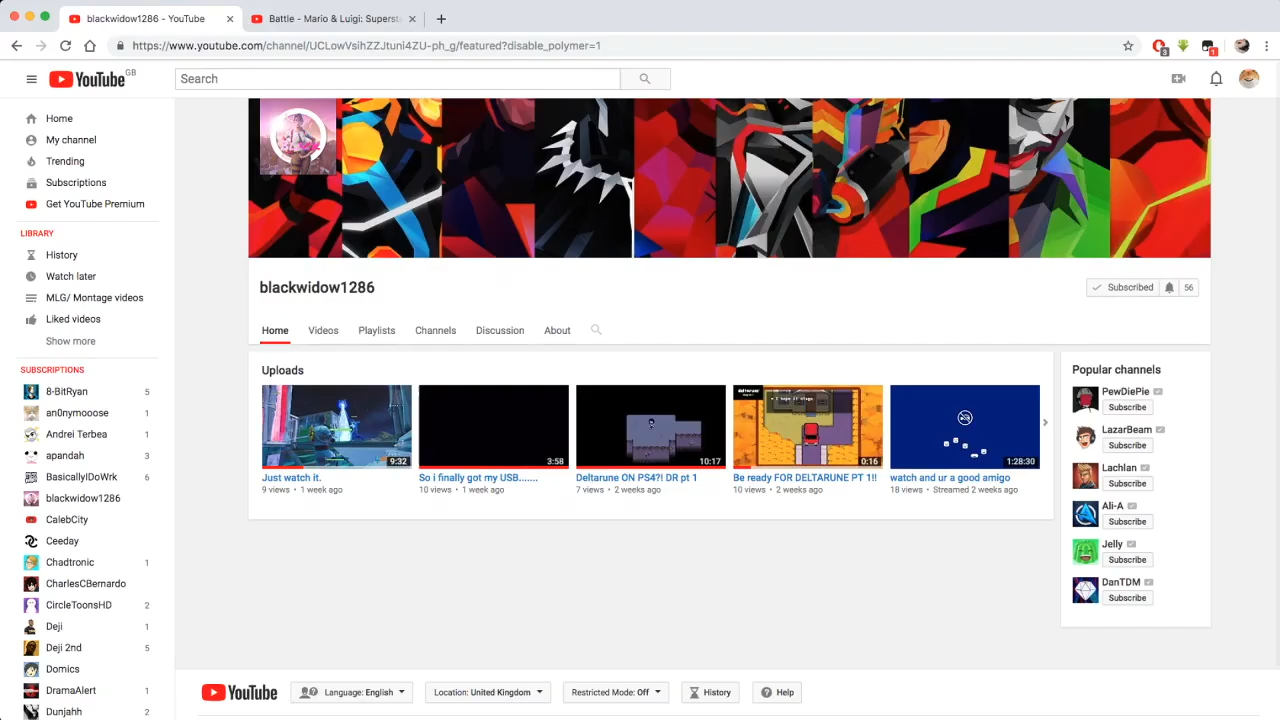 blackwidow1286 - YouTube
Battle - Mario & Luigi: Supersta
https://www.youtube.com/channel/UCLowVsihZZJtuni4ZU-ph_g/featured?disable_polymer=1
3
1
YouTube GB
Search
Home
My channel
Trending
Subscriptions
Get YouTube Premium
LIBRARY
History
Watch later
MLG/ Montage videos
Liked videos
Show more
SUBSCRIPTIONS
8-BitRyan 5
an0nymooose 1
Andrei Terbea 1
apandah 3
BasicallyIDoWrk 6
blackwidow1286
CalebCity
Ceeday
Chadtronic 1
CharlesCBernardo
CircleToonsHD 2
Deji 1
Deji 2nd 5
Domics
DramaAlert 1
Dunjahh 2
blackwidow1286
Subscribed 56
Home Videos Playlists Channels Discussion About
Uploads
9:32
Just watch it.
9 views • 1 week ago
3:58
So i finally got my USB.......
10 views • 1 week ago
10:17
Deltarune ON PS4?! DR pt 1
7 views • 2 weeks ago
0:16
Be ready FOR DELTARUNE PT 1!!
10 views • 2 weeks ago
1:28:30
watch and ur a good amigo
18 views • Streamed 2 weeks ago
Popular channels
PewDiePie
Subscribe
LazarBeam
Subscribe
Lachlan
Subscribe
Ali-A
Subscribe
Jelly
Subscribe
DanTDM
Subscribe
YouTube
Language: English
Location: United Kingdom
Restricted Mode: Off
History
Help